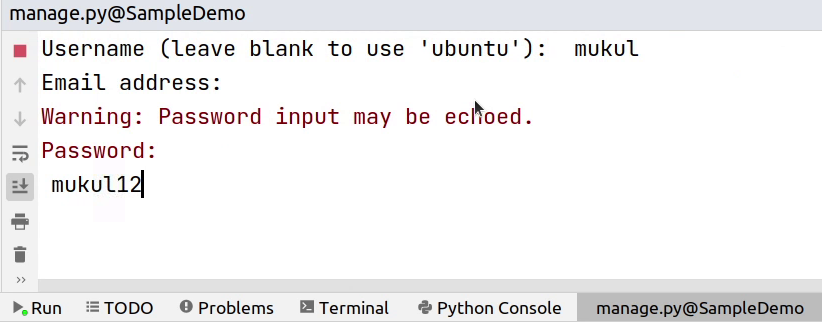 manage.py@SampleDemo
Username (leave blank to use 'ubuntu'):  mukul
Email address:
Warning: Password input may be echoed.
Password:
mukul12
Run TODO Problems Terminal Python Console manage.py@SampleDemo